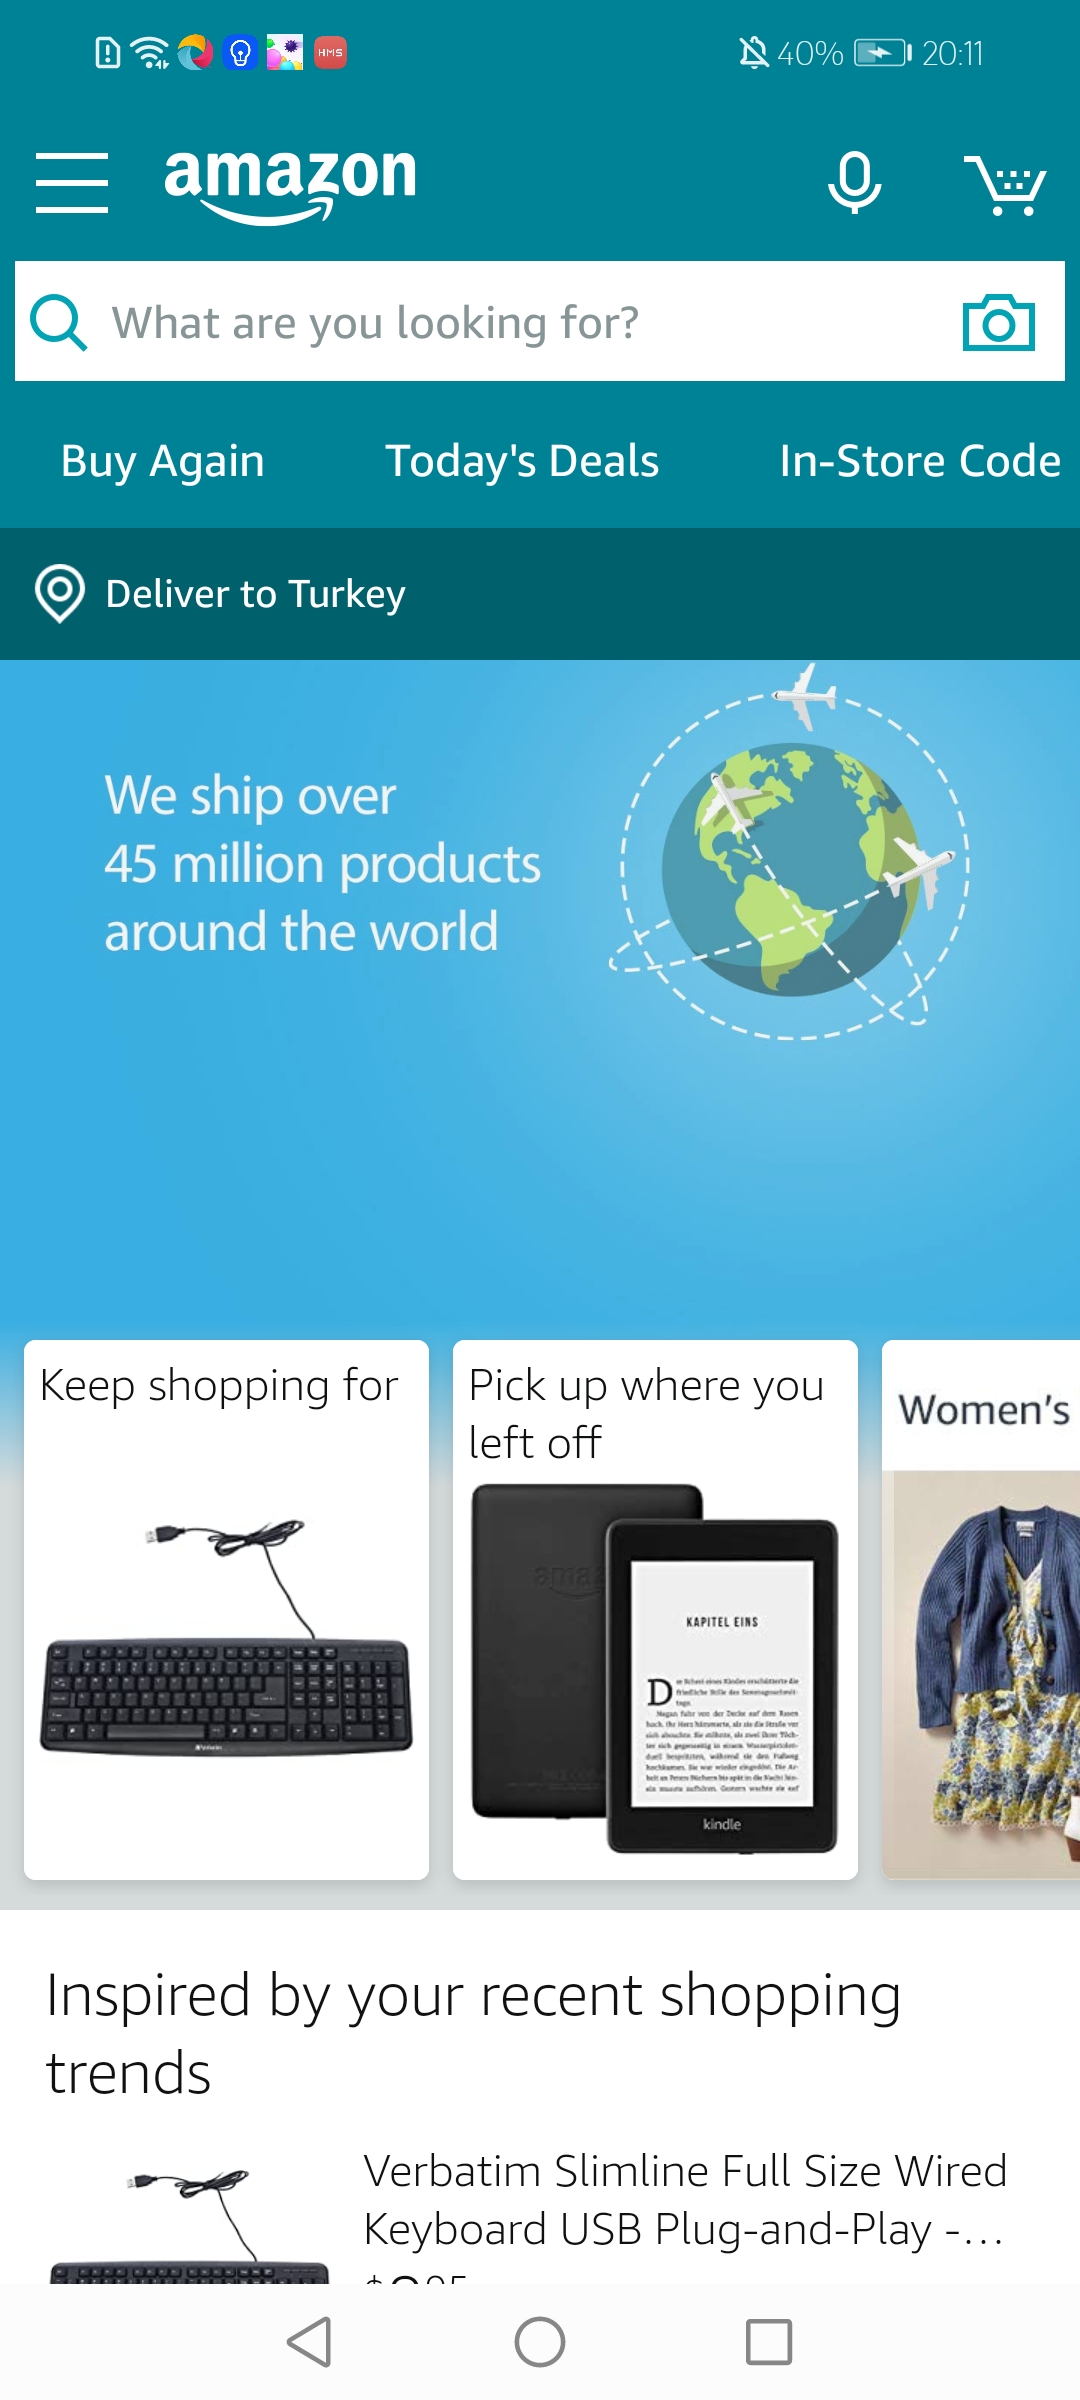 HMS
40%
20:11
amazon
What are you looking for?
Buy Again
Today's Deals
In-Store Code
Deliver to Turkey
We ship over
45 million products
around the world
Keep shopping for
Pick up where you
left off
KAPITEL EINS
kindle
Women's
Inspired by your recent shopping
trends
Verbatim Slimline Full Size Wired
Keyboard USB Plug-and-Play -...